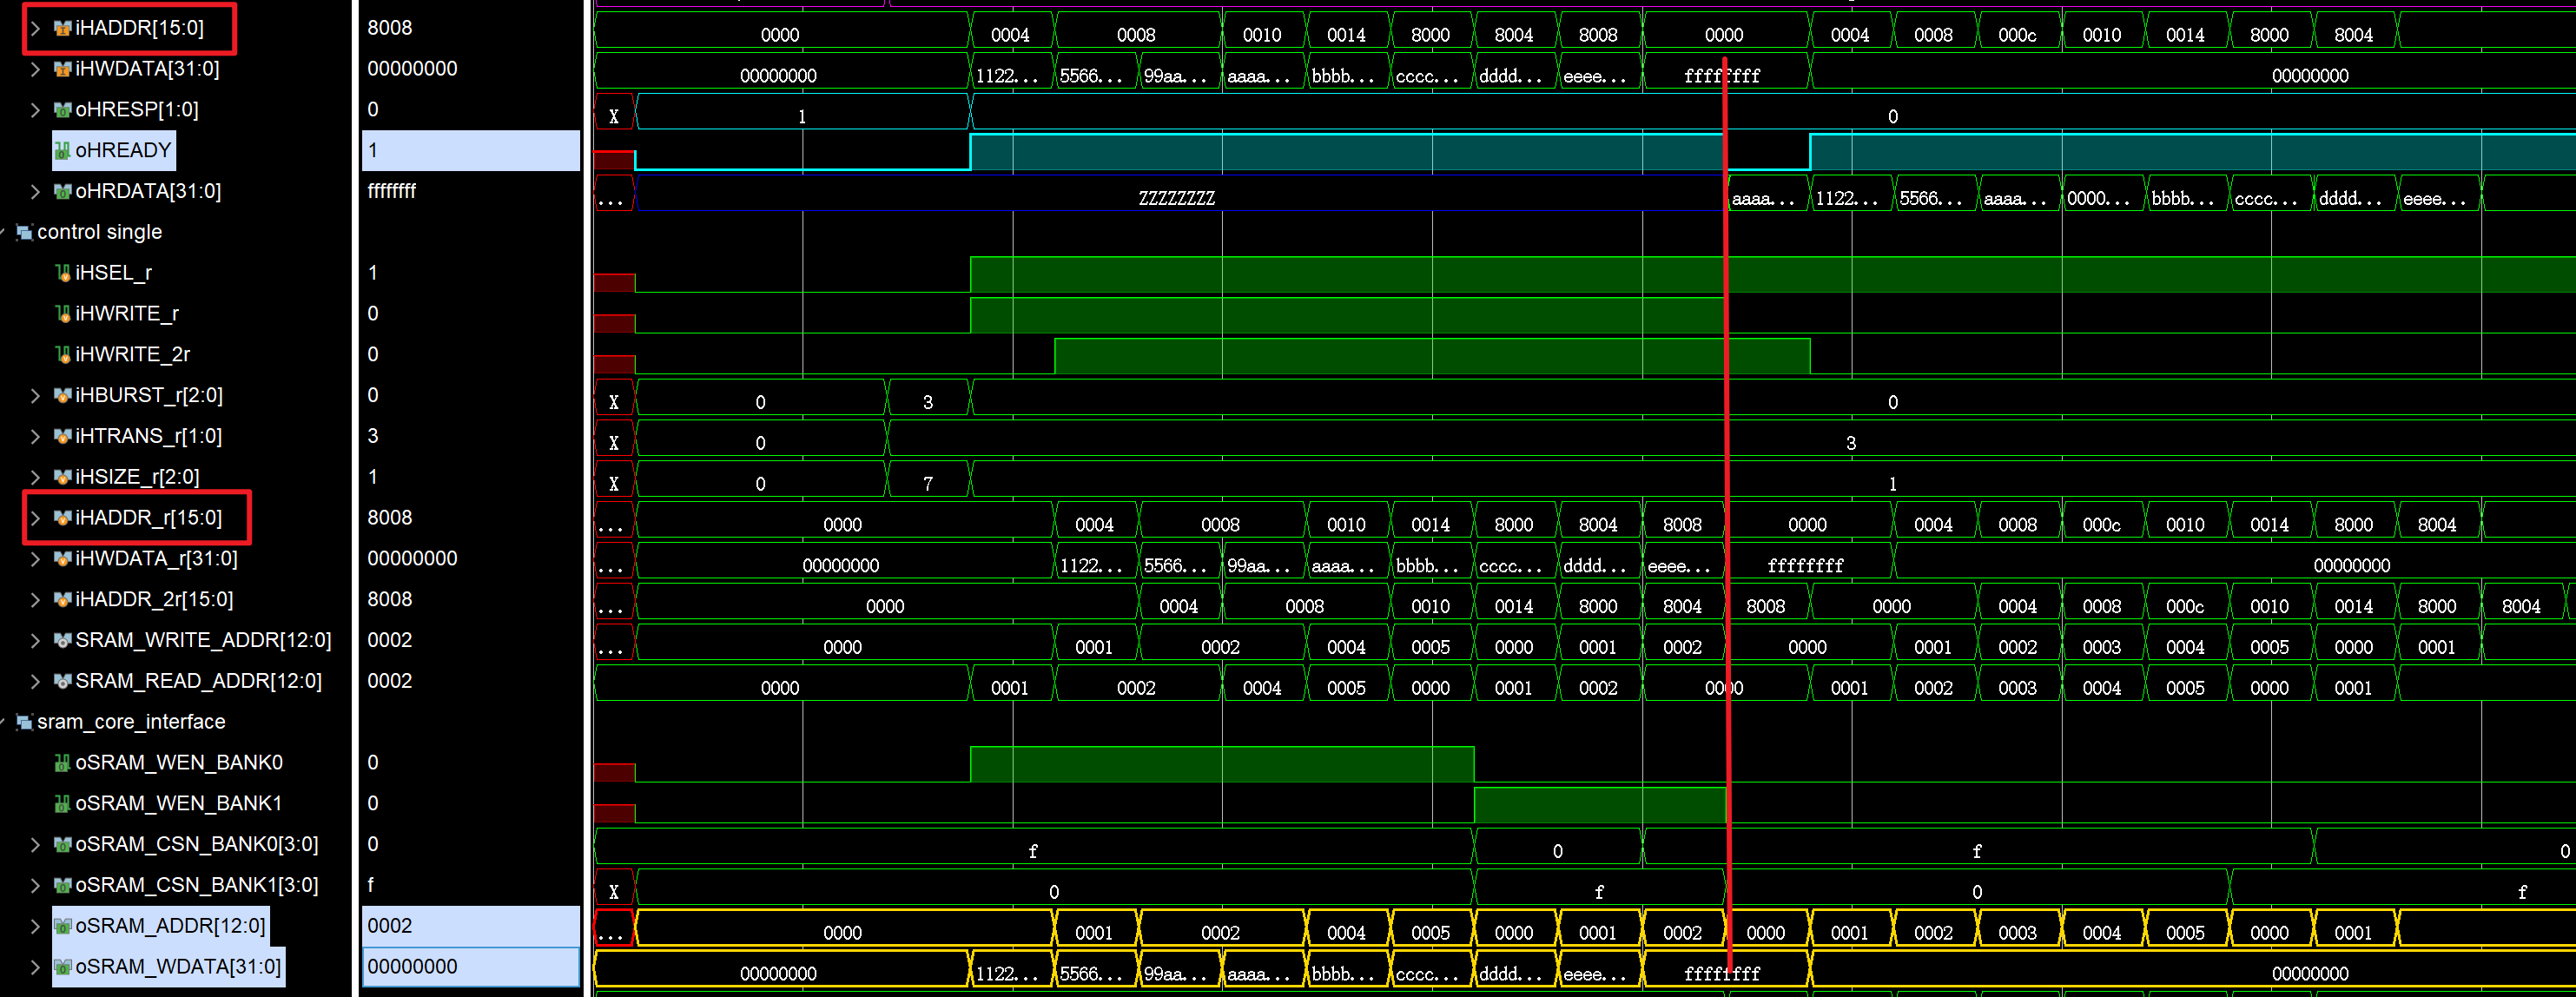 iHADDR[15:0] 8008 0000 0004 0008 0010 0014 8000 8004 8008 0000 0004 0008 000c 0010 0014 8000 8004
iHWDATA[31:0] 00000000 00000000 1122... 5566... 99aa... aaaa... bbbb... cccc... dddd... eeee... ffffffff 00000000
oHRESP[1:0] 0 X 1 0
oHREADY 1
oHRDATA[31:0] ffffffff ... ZZZZZZZZ aaaa... 1122... 5566... aaaa... 0000... bbbb... cccc... dddd... eeee...
control single
iHSEL_r 1
iHWRITE_r 0
iHWRITE_2r 0
iHBURST_r[2:0] 0 X 0 3 0
iHTRANS_r[1:0] 3 X 0 3
iHSIZE_r[2:0] 1 X 0 7 1
iHADDR_r[15:0] 8008 ... 0000 0004 0008 0010 0014 8000 8004 8008 0000 0004 0008 000c 0010 0014 8000 8004
iHWDATA_r[31:0] 00000000 ... 00000000 1122... 5566... 99aa... aaaa... bbbb... cccc... dddd... eeee... ffffffff 00000000
iHADDR_2r[15:0] 8008 ... 0000 0004 0008 0010 0014 8000 8004 8008 0000 0004 0008 000c 0010 0014 8000 8004
SRAM_WRITE_ADDR[12:0] 0002 ... 0000 0001 0002 0004 0005 0000 0001 0002 0000 0001 0002 0003 0004 0005 0000 0001
SRAM_READ_ADDR[12:0] 0002 0000 0001 0002 0004 0005 0000 0001 0002 0000 0001 0002 0003 0004 0005 0000 0001
sram_core_interface
oSRAM_WEN_BANK0 0
oSRAM_WEN_BANK1 0
oSRAM_CSN_BANK0[3:0] 0 f 0 f 0
oSRAM_CSN_BANK1[3:0] f X 0 f 0 f
oSRAM_ADDR[12:0] 0002 ... 0000 0001 0002 0004 0005 0000 0001 0002 0000 0001 0002 0003 0004 0005 0000 0001
oSRAM_WDATA[31:0] 00000000 00000000 1122... 5566... 99aa... aaaa... bbbb... cccc... dddd... eeee... ffffffff 00000000